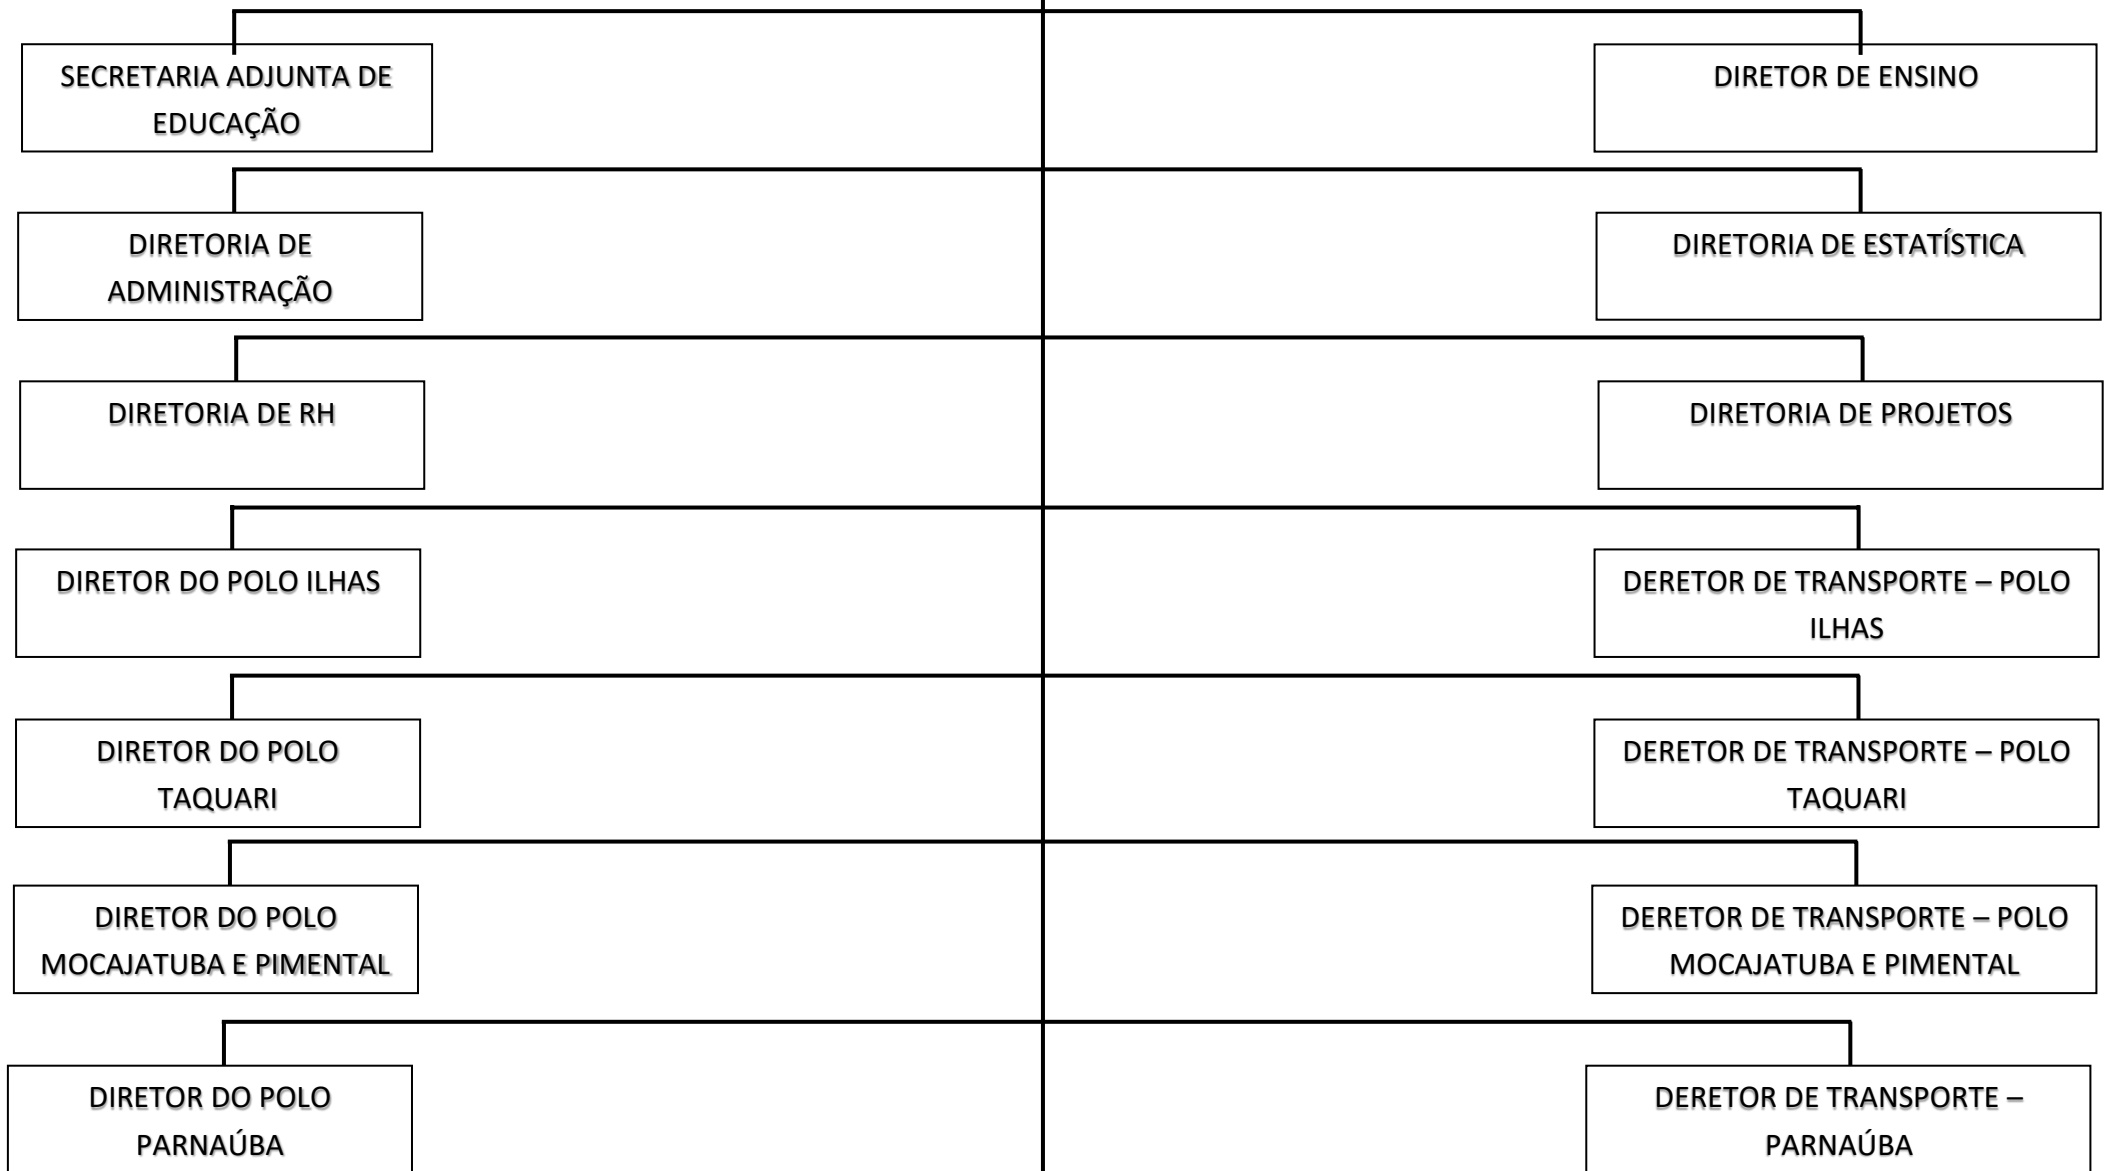 SECRETARIA ADJUNTA DE
EDUCAÇÃO
DIRETOR DE ENSINO
DIRETORIA DE
ADMINISTRAÇÃO
DIRETORIA DE ESTATÍSTICA
DIRETORIA DE RH
DIRETORIA DE PROJETOS
DIRETOR DO POLO ILHAS
DERETOR DE TRANSPORTE – POLO
ILHAS
DIRETOR DO POLO
TAQUARI
DERETOR DE TRANSPORTE – POLO
TAQUARI
DIRETOR DO POLO
MOCAJATUBA E PIMENTAL
DERETOR DE TRANSPORTE – POLO
MOCAJATUBA E PIMENTAL
DIRETOR DO POLO
PARNAÚBA
DERETOR DE TRANSPORTE –
PARNAÚBA